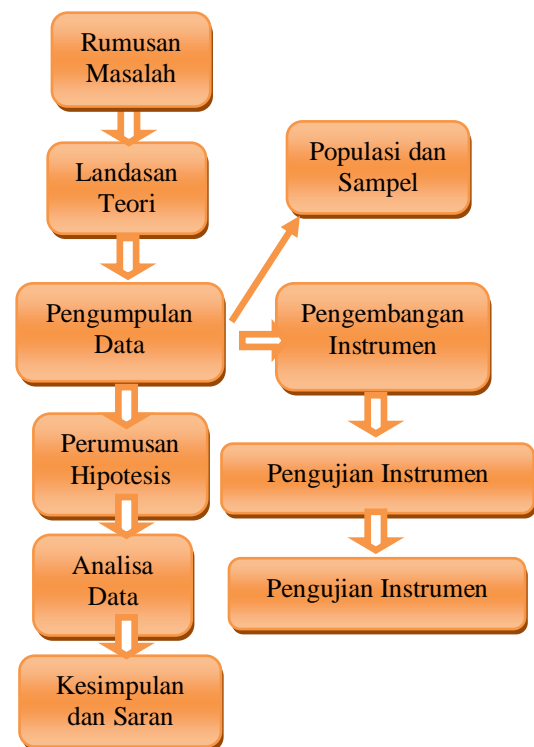 Rumusan
Masalah
Landasan
Teori
Populasi dan
Sampel
Pengumpulan
Data
Pengembangan
Instrumen
Perumusan
Hipotesis
Pengujian Instrumen
Analisa
Data
Pengujian Instrumen
Kesimpulan
dan Saran